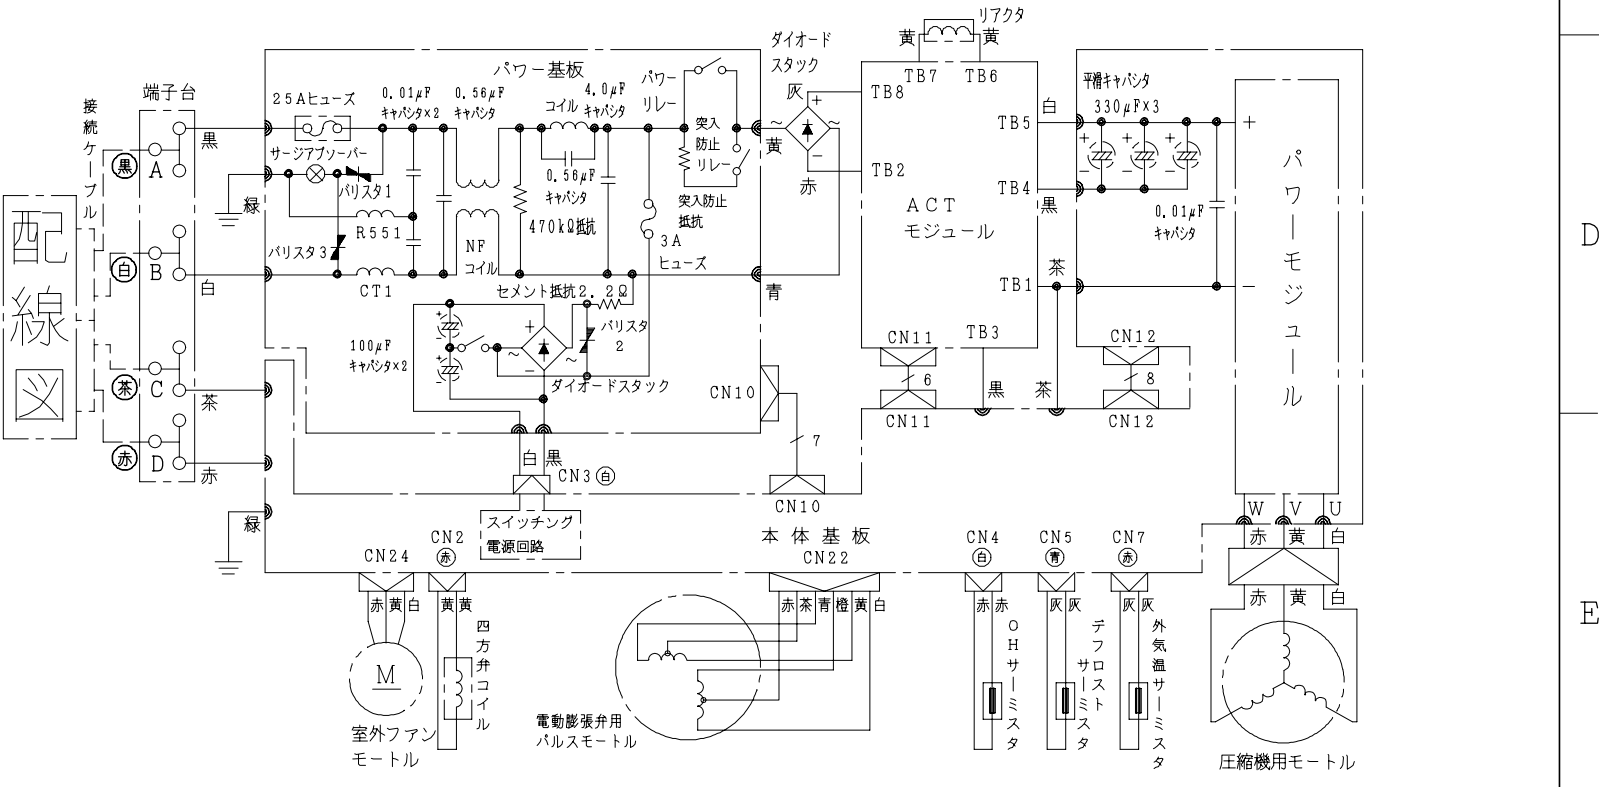 配線図
接続ケーブル
端子台
黒
A
白
B
茶
C
赤
D
黒
白
茶
赤
緑
緑
パワー基板
25Aヒューズ
サージアブソーバー
バリスタ1
バリスタ3
R551
CT1
0.01μF
キャパシタ×2
0.56μF
キャパシタ
NF
コイル
コイル
4.0μF
キャパシタ
0.56μF
キャパシタ
470kΩ抵抗
パワー
リレー
突入
防止
リレー
突入防止
抵抗
3A
ヒューズ
セメント抵抗2.2Ω
100μF
キャパシタ×2
バリスタ
2
ダイオードスタック
+
−
~
~
白
黒
CN3
白
スイッチング
電源回路
ダイオード
スタック
灰
+
~
~
−
黄
赤
青
リアクタ
黄
黄
TB7
TB6
TB8
TB5
TB2
TB4
ACT
モジュール
TB1
TB3
白
黒
茶
CN11
6
CN11
黒
茶
CN10
7
CN10
平滑キャパシタ
330μF×3
0.01μF
キャパシタ
CN12
8
CN12
+
−
パワーモジュール
W
V
U
赤
黄
白
赤
黄
白
圧縮機用モートル
本体基板
CN24
赤黄白
M
室外ファン
モートル
CN2
赤
黄黄
四方弁コイル
CN22
赤茶青橙黄白
電動膨張弁用
パルスモートル
CN4
白
赤赤
OHサーミスタ
CN5
青
灰灰
デフロスト
サーミスタ
CN7
赤
灰灰
外気温サーミスタ
D
E